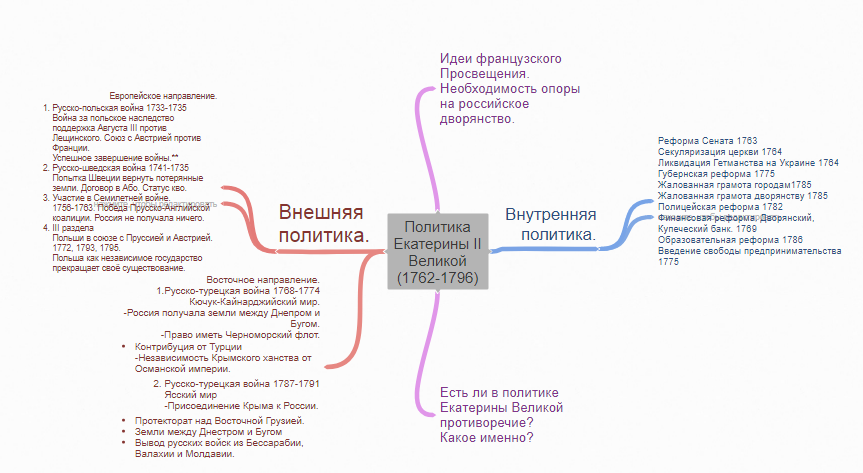 Идеи французского
Просвещения.
Необходимость опоры
на российское
дворянство.
Европейское направление.
1. Русско-польская война 1733-1735
Война за польское наследство
поддержка Августа III против
Лещинского. Союз с Австрией против
Франции.
Успешное завершение войны.**
2. Русско-шведская война 1741-1735
Попытка Швеции вернуть потерянные
земли. Договор в Або. Статус кво.
3. Участие в Семилетней войне.
1756-1763. Победа Прусско-Английской
коалиции. Россия не получала ничего.
4. III раздела
Польши в союзе с Пруссией и Австрией.
1772, 1793, 1795.
Польша как независимое государство
прекращает своё существование.
Внешняя
политика.
Политика
Екатерины II
Великой
(1762-1796)
Внутренняя
политика.
Реформа Сената 1763
Секуляризация церкви 1764
Ликвидация Гетманства на Украине 1764
Губернская реформа 1775
Жалованная грамота городам1785
Жалованная грамота дворянству 1785
Полицейская реформа 1782
Финансовая реформа. Дворянский,
Купеческий банк. 1769
Образовательная реформа 1786
Введение свободы предпринимательства
1775
Восточное направление.
1.Русско-турецкая война 1768-1774
Кючук-Кайнарджийский мир.
-Россия получала земли между Днепром и
Бугом.
-Право иметь Черноморский флот.
• Контрибуция от Турции
-Независимость Крымского ханства от
Османской империи.
2. Русско-турецкая война 1787-1791
Ясский мир
-Присоединение Крыма к России.
• Протекторат над Восточной Грузией.
• Земли между Днестром и Бугом
• Вывод русских войск из Бессарабии,
Валахии и Молдавии.
Есть ли в политике
Екатерины Великой
противоречие?
Какое именно?